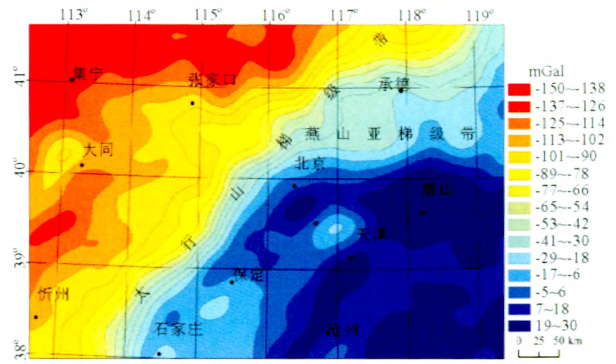 113° 114° 115° 116° 117° 118° 119°
41°
40°
39°
38°
集宁
张家口
承德
大同
北京
唐山
天津
保定
忻州
石家庄
沧州
太行山梯级带
燕山亚梯级带
mGal
-150~-138
-137~-126
-125~-114
-113~-102
-101~-90
-89~-78
-77~-66
-65~-54
-53~-42
-41~-30
-29~-18
-17~-6
-5~6
7~18
19~30
0 25 50 km